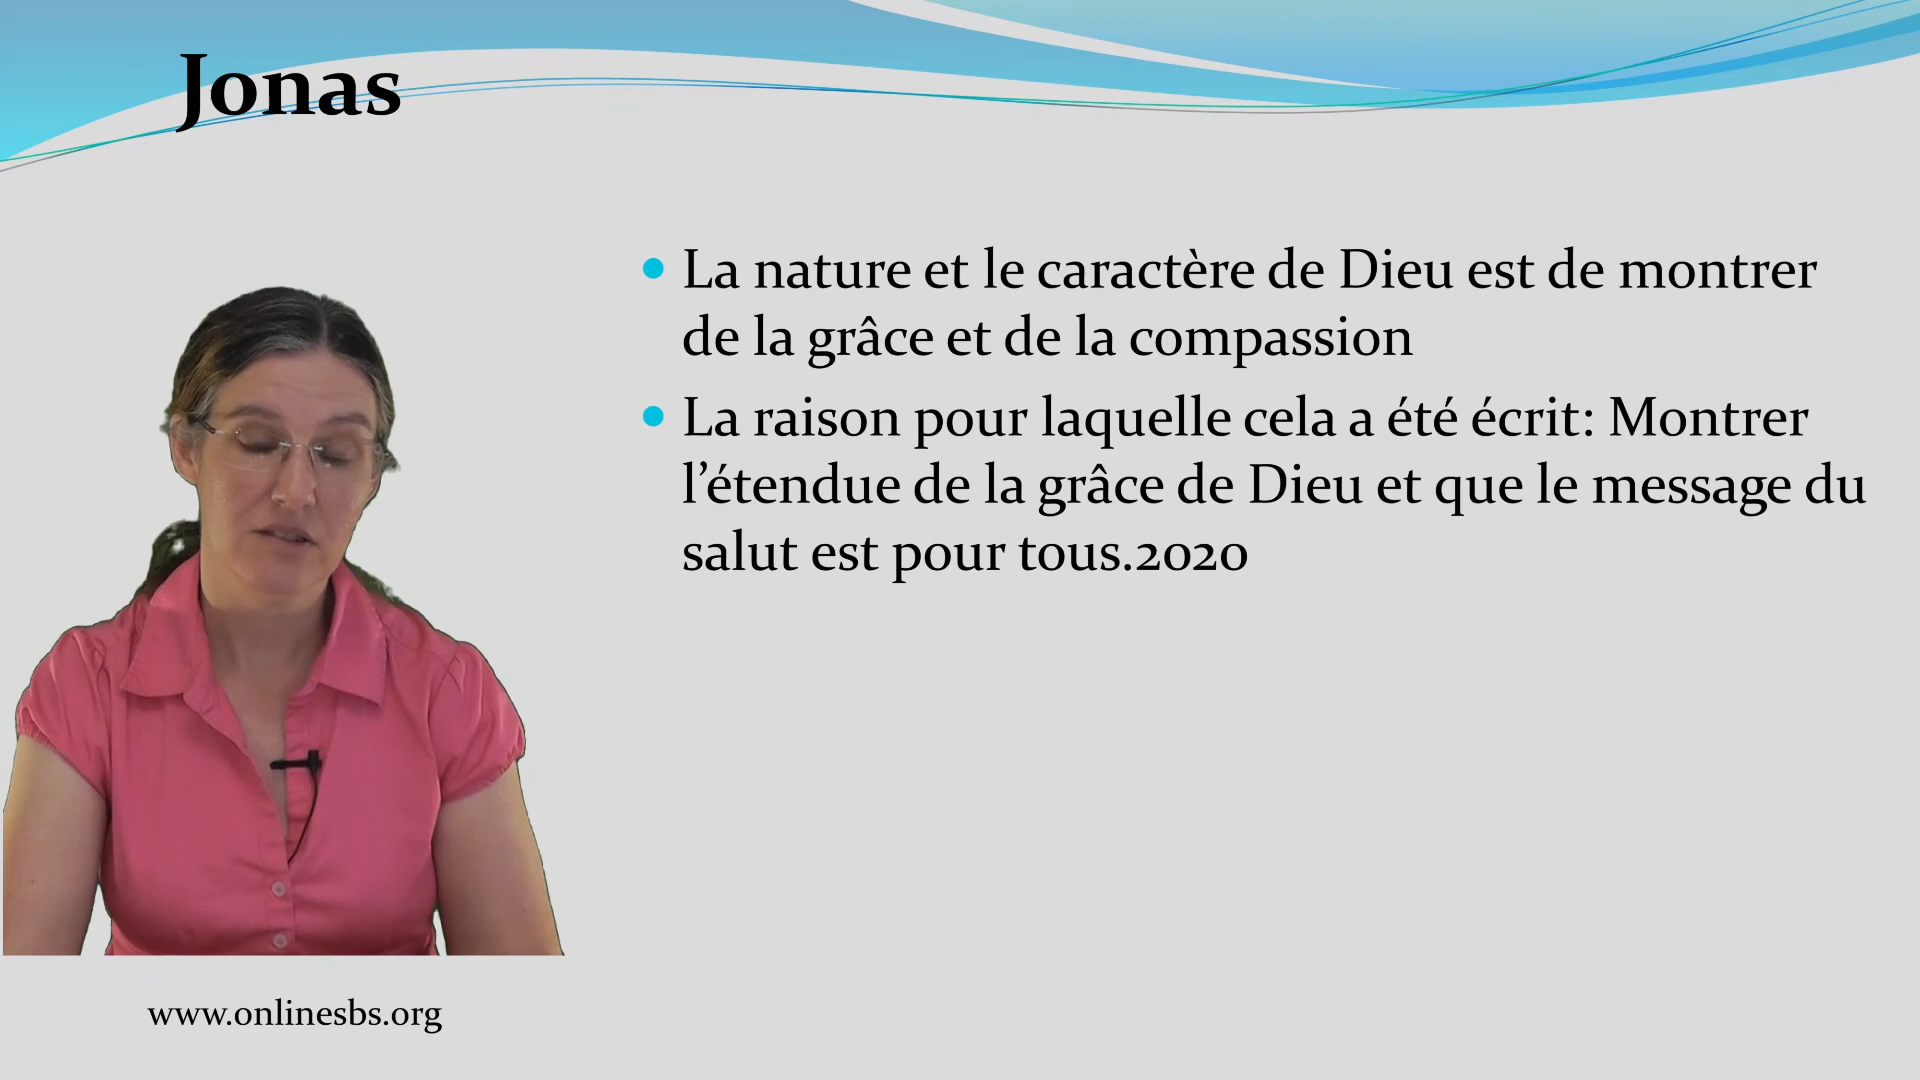 Jonas
La nature et le caractère de Dieu est de montrer
de la grâce et de la compassion
La raison pour laquelle cela a été écrit: Montrer
l’étendue de la grâce de Dieu et que le message du
salut est pour tous.2020
www.onlinesbs.org